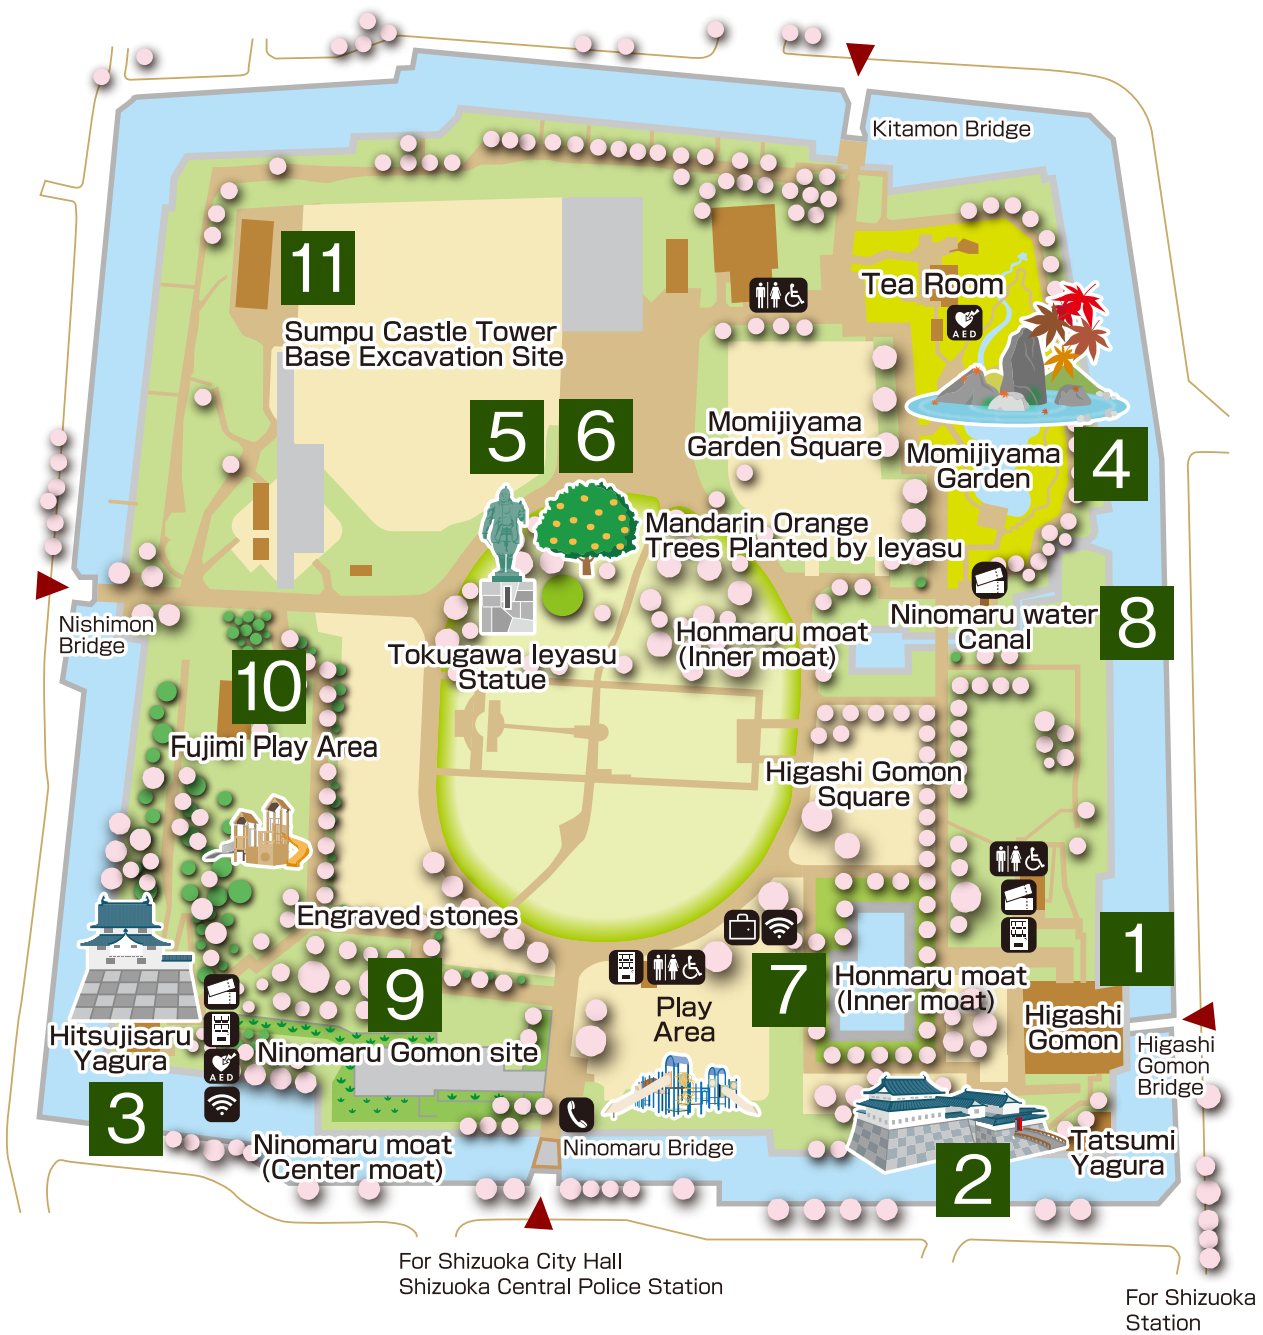 Kitamon Bridge
11
Tea Room
AED
Sumpu Castle Tower
Base Excavation Site
5
6
Momijiyama
Garden Square
Momijiyama
Garden
4
Mandarin Orange
Trees Planted by Ieyasu
Nishimon
Bridge
Ninomaru water
Canal
8
Honmaru moat
(Inner moat)
Tokugawa Ieyasu
Statue
10
Fujimi Play Area
Higashi Gomon
Square
Engraved stones
1
7
9
Honmaru moat
(Inner moat)
Play
Area
Higashi
Gomon
Hitsujisaru
Yagura
Ninomaru Gomon site
Higashi
Gomon
Bridge
AED
3
Ninomaru moat
(Center moat)
Ninomaru Bridge
Tatsumi
Yagura
2
For Shizuoka City Hall
Shizuoka Central Police Station
For Shizuoka
Station